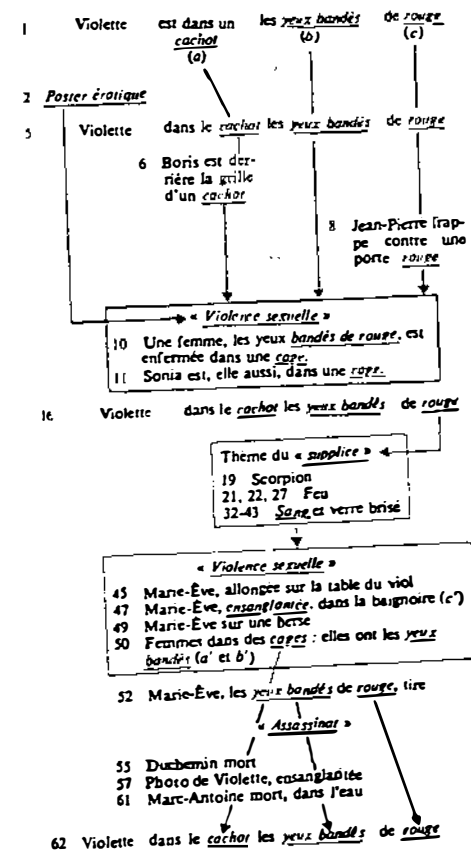 1 Violette est dans un les yeux bandés de rouge
cachot (b) (c)
(a)
2 Poster érotique
5 Violette dans le cachot les yeux bandés de rouge
6 Boris est der-
rière la grille
d'un cachot
8 Jean-Pierre frap-
pe contre une
porte rouge
« Violence sexuelle »
10 Une femme, les yeux bandés de rouge, est
enfermée dans une cage.
11 Sonia est, elle aussi, dans une cage.
16 Violette dans le cachot les yeux bandés de rouge
Thème du « supplice »
19 Scorpion
21, 22, 27 Feu
32-43 Sang et verre brisé
« Violence sexuelle »
45 Marie-Ève, allongée sur la table du viol
47 Marie-Ève, ensanglantée, dans la baignoire (c')
49 Marie-Ève sur une herse
50 Femmes dans des cages : elles ont les yeux
bandés (a' et b')
52 Marie-Ève, les yeux bandés de rouge, tire
« Assassinat »
55 Duchemin mort
57 Photo de Violette, ensanglantée
61 Marc-Antoine mort, dans l'eau
62 Violette dans le cachot les yeux bandés de rouge